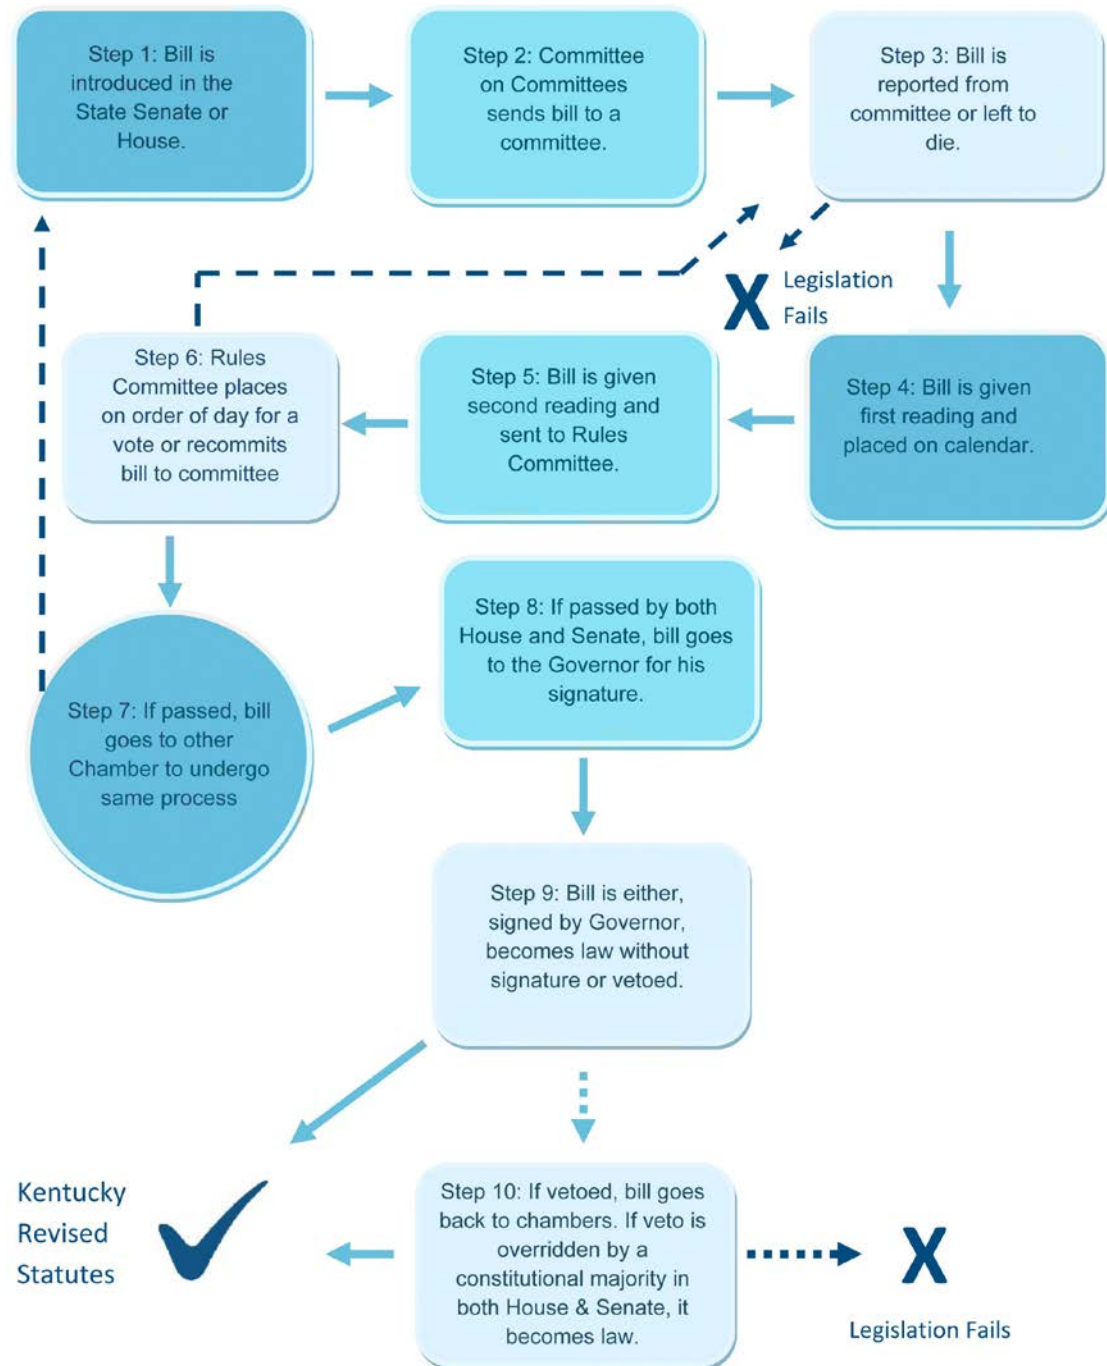 Step 1: Bill is
introduced in the
State Senate or
House.
Step 2: Committee
on Committees
sends bill to a
committee.
Step 3: Bill is
reported from
committee or left to
die.
X
Legislation
Fails
Step 4: Bill is given
first reading and
placed on calendar.
Step 5: Bill is given
second reading and
sent to Rules
Committee.
Step 6: Rules
Committee places
on order of day for a
vote or recommits
bill to committee
Step 7: If passed, bill
goes to other
Chamber to undergo
same process
Step 8: If passed by both
House and Senate, bill goes
to the Governor for his
signature.
Step 9: Bill is either,
signed by Governor,
becomes law without
signature or vetoed.
Step 10: If vetoed, bill goes
back to chambers. If veto is
overridden by a
constitutional majority in
both House & Senate, it
becomes law.
Kentucky
Revised
Statutes
X
Legislation Fails